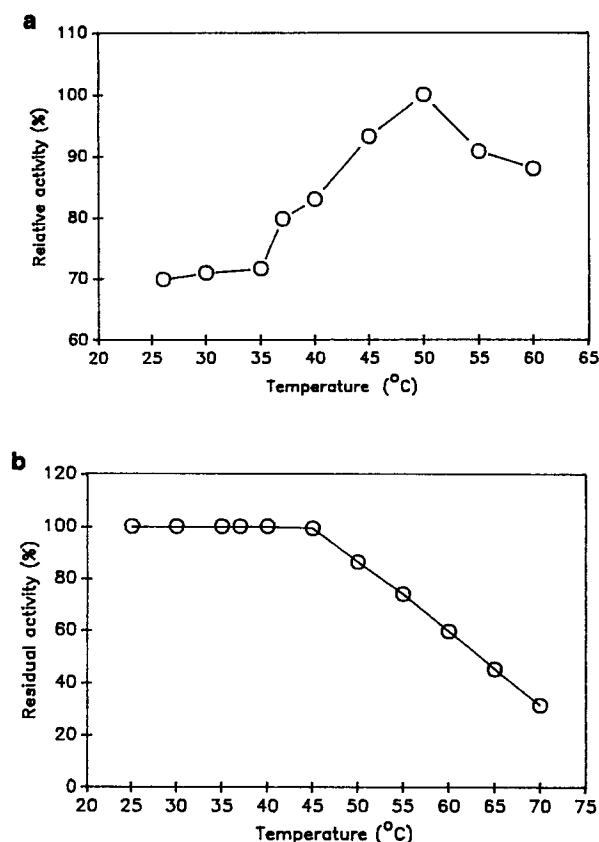 a
110
100
90
80
70
60
Relative activity (%)
20 25 30 35 40 45 50 55 60 65
Temperature (°C)
b
120
100
80
60
40
20
0
Residual activity (%)
20 25 30 35 40 45 50 55 60 65 70 75
Temperature (°C)